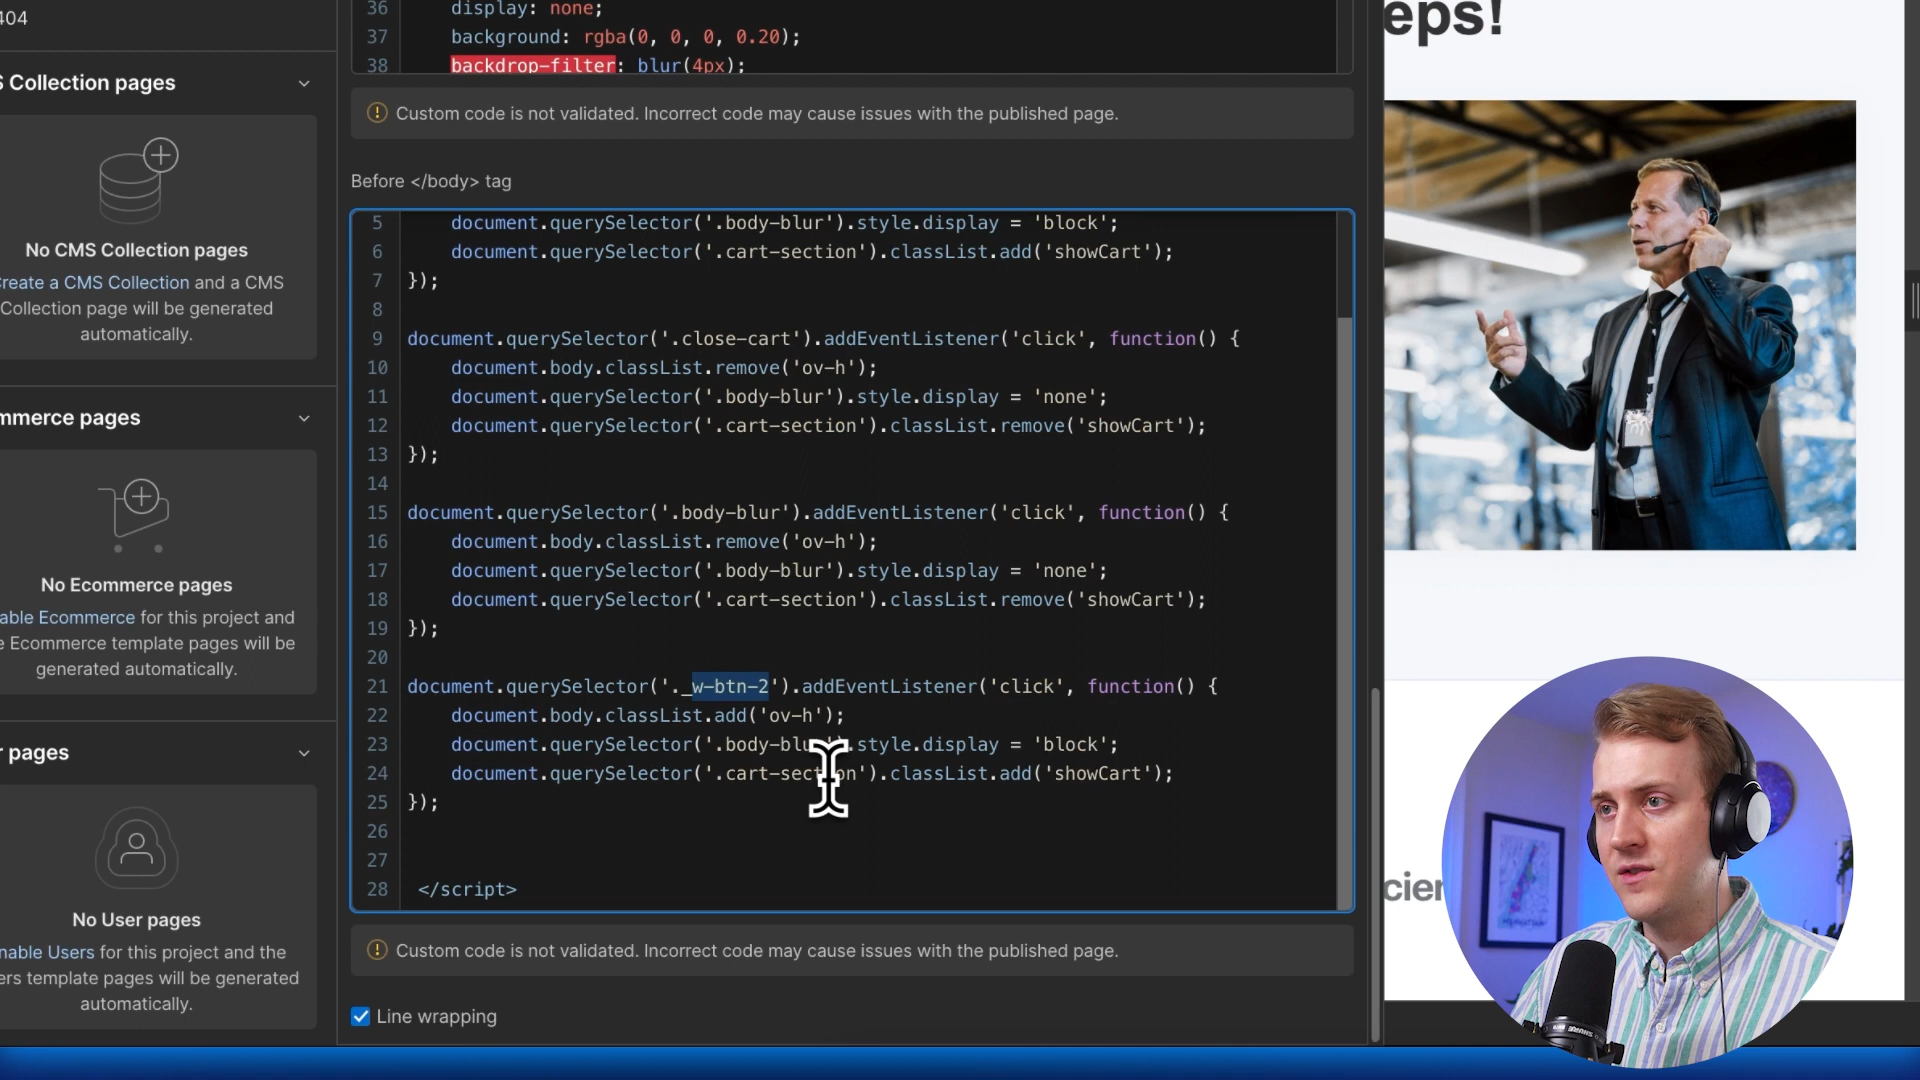 404
S Collection pages
No CMS Collection pages
reate a CMS Collection and a CMS
Collection page will be generated
automatically.
mmerce pages
No Ecommerce pages
able Ecommerce for this project and
e Ecommerce template pages will be
generated automatically.
r pages
No User pages
nable Users for this project and the
ers template pages will be generated
automatically.
36 display: none;
37 background: rgba(0, 0, 0, 0.20);
38 backdrop-filter: blur(4px);
Custom code is not validated. Incorrect code may cause issues with the published page.
Before </body> tag
5 document.querySelector('.body-blur').style.display = 'block';
6 document.querySelector('.cart-section').classList.add('showCart');
7 });
8
9 document.querySelector('.close-cart').addEventListener('click', function() {
10 document.body.classList.remove('ov-h');
11 document.querySelector('.body-blur').style.display = 'none';
12 document.querySelector('.cart-section').classList.remove('showCart');
13 });
14
15 document.querySelector('.body-blur').addEventListener('click', function() {
16 document.body.classList.remove('ov-h');
17 document.querySelector('.body-blur').style.display = 'none';
18 document.querySelector('.cart-section').classList.remove('showCart');
19 });
20
21 document.querySelector('._w-btn-2').addEventListener('click', function() {
22 document.body.classList.add('ov-h');
23 document.querySelector('.body-blur').style.display = 'block';
24 document.querySelector('.cart-section').classList.add('showCart');
25 });
26
27
28 </script>
Custom code is not validated. Incorrect code may cause issues with the published page.
Line wrapping
eps!
cien